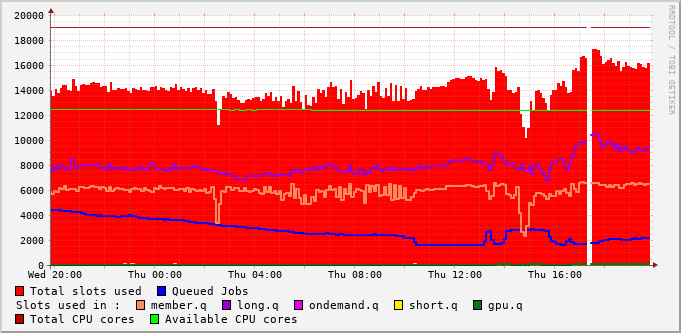 20000
18000
16000
14000
12000
10000
8000
6000
4000
2000
0
Wed 20:00 Thu 00:00 Thu 04:00 Thu 08:00 Thu 12:00 Thu 16:00
Total slots used Queued Jobs
Slots used in : member.q long.q ondemand.q short.q gpu.q
Total CPU cores Available CPU cores
RRDTOOL / TOBI OETIKER